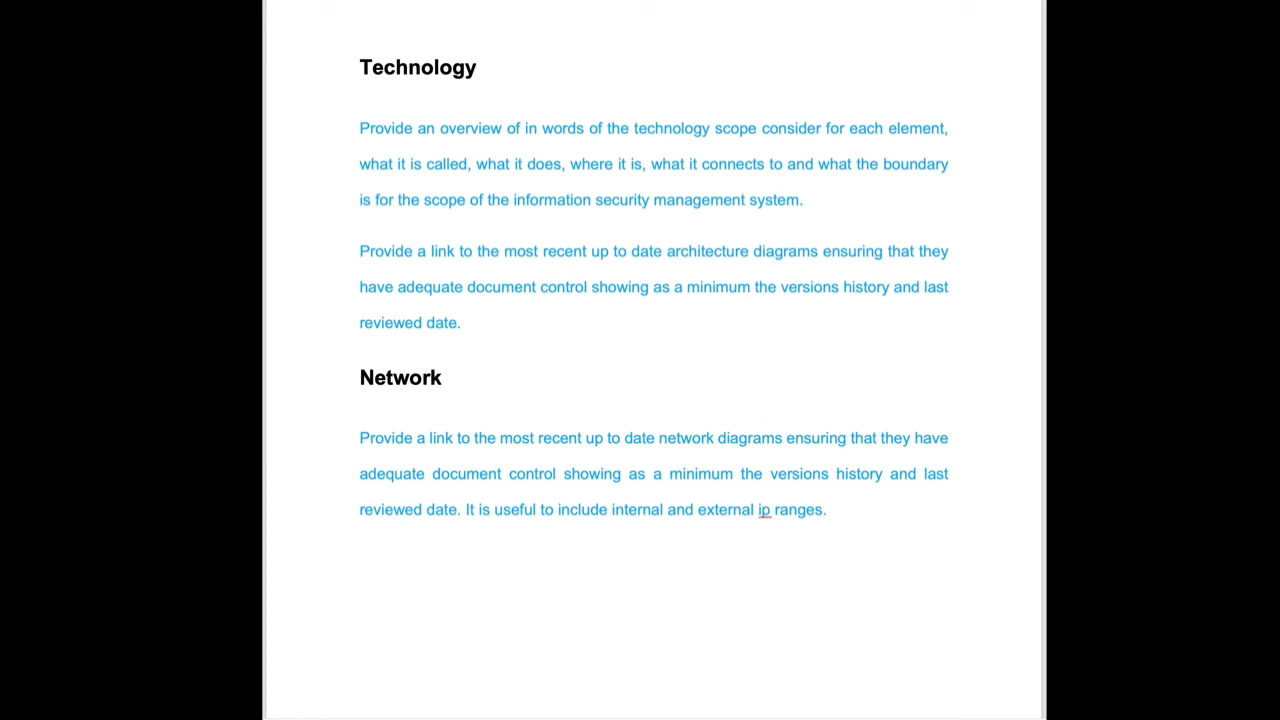 Technology
Provide an overview of in words of the technology scope consider for each element,
what it is called, what it does, where it is, what it connects to and what the boundary
is for the scope of the information security management system.
Provide a link to the most recent up to date architecture diagrams ensuring that they
have adequate document control showing as a minimum the versions history and last
reviewed date.
Network
Provide a link to the most recent up to date network diagrams ensuring that they have
adequate document control showing as a minimum the versions history and last
reviewed date. It is useful to include internal and external ip ranges.